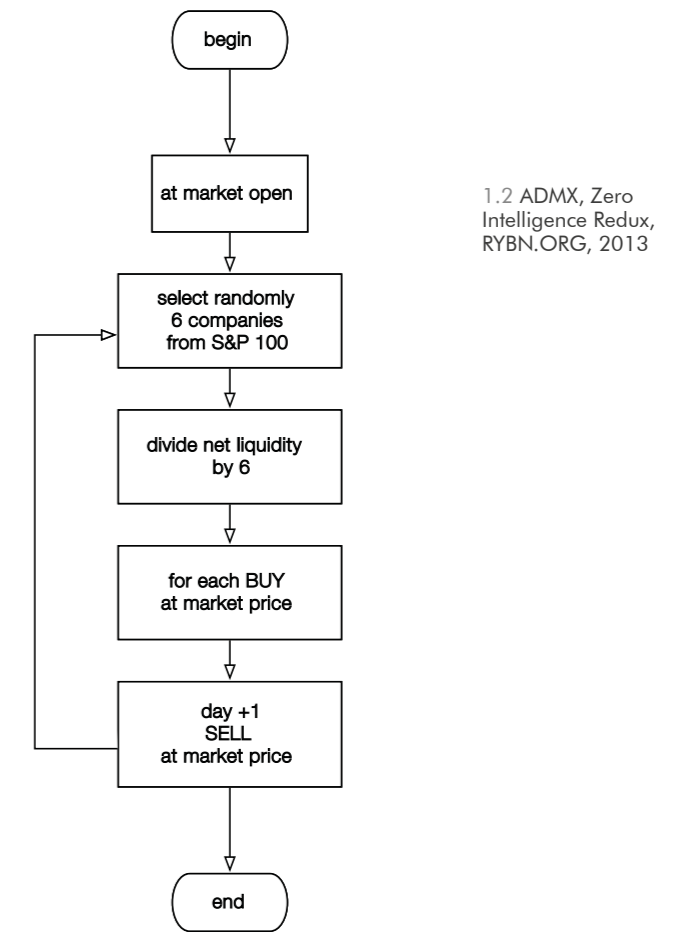 begin
at market open
1.2 ADMX, Zero
Intelligence Redux,
RYBN.ORG, 2013
select randomly
6 companies
from S&P 100
divide net liquidity
by 6
for each BUY
at market price
day +1
SELL
at market price
end